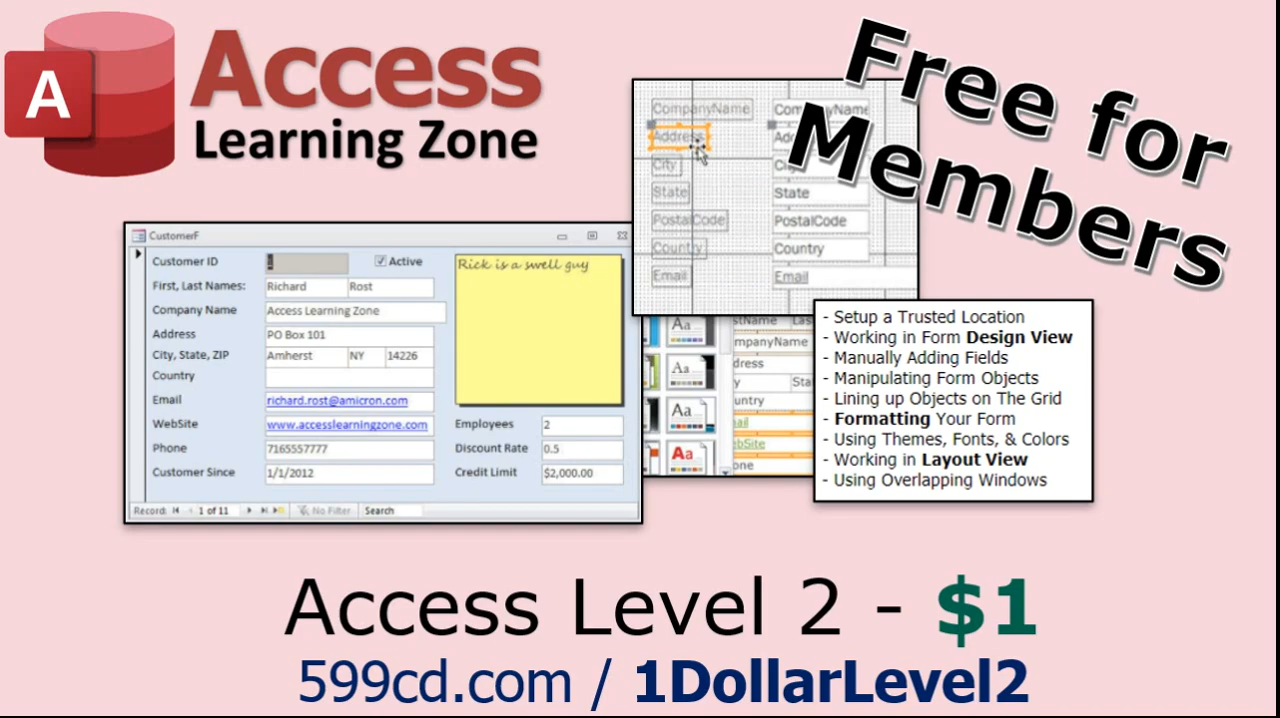 A
Access
Learning Zone
Free for
Members
CompanyName CompanyName
Address
City
State State
PostalCode PostalCode
Country Country
Email Email
CustomerF
Customer ID Active
First, Last Names: Richard Rost
Company Name Access Learning Zone
Address PO Box 101
City, State, ZIP Amherst NY 14226
Country
Email richard.rost@amicron.com
WebSite www.accesslearningzone.com
Phone 7165557777
Customer Since 1/1/2012
Rick is a swell guy
Employees 2
Discount Rate 0.5
Credit Limit $2,000.00
Record: 1 of 11 No Filter Search
Aa
Aa
Aa
Aa
- Setup a Trusted Location
- Working in Form Design View
- Manually Adding Fields
- Manipulating Form Objects
- Lining up Objects on The Grid
- Formatting Your Form
- Using Themes, Fonts, & Colors
- Working in Layout View
- Using Overlapping Windows
Access Level 2 - $1
599cd.com / 1DollarLevel2